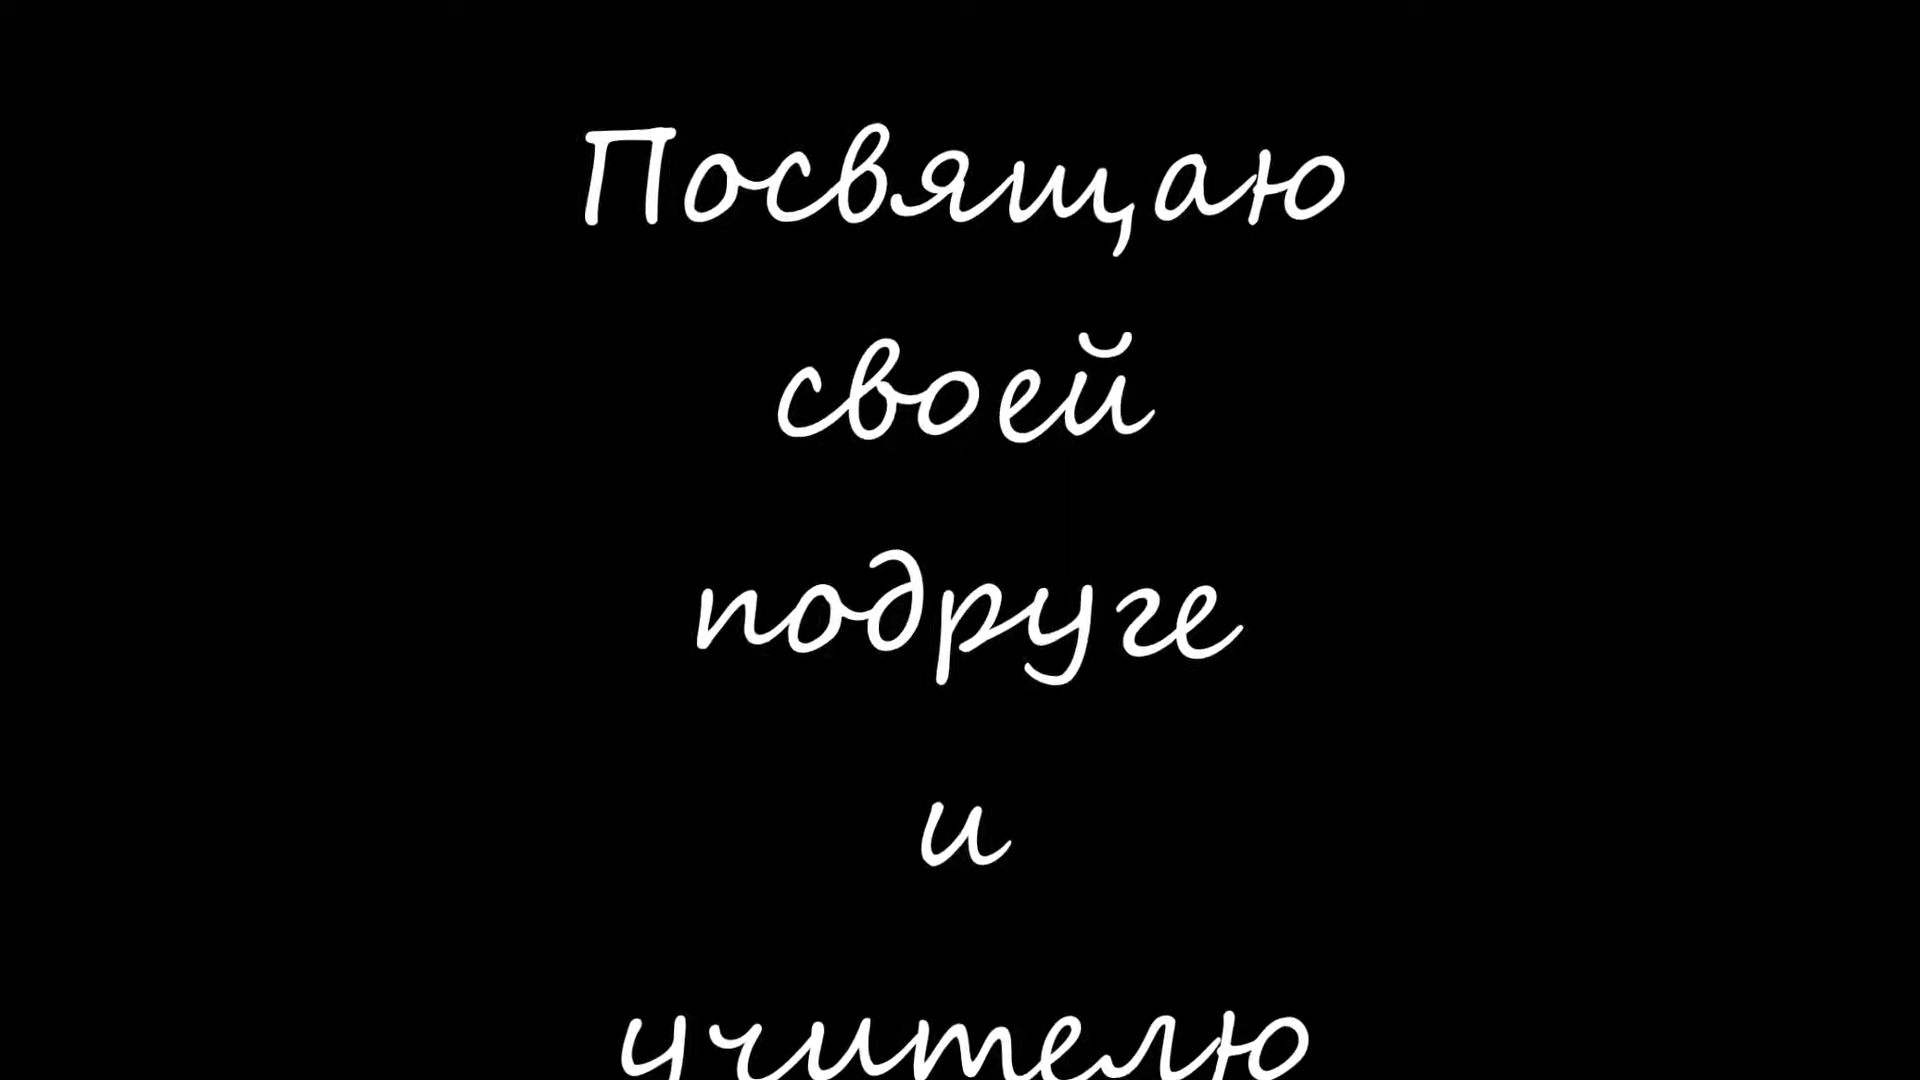 Посвящаю
своей
подруге
и
учителю